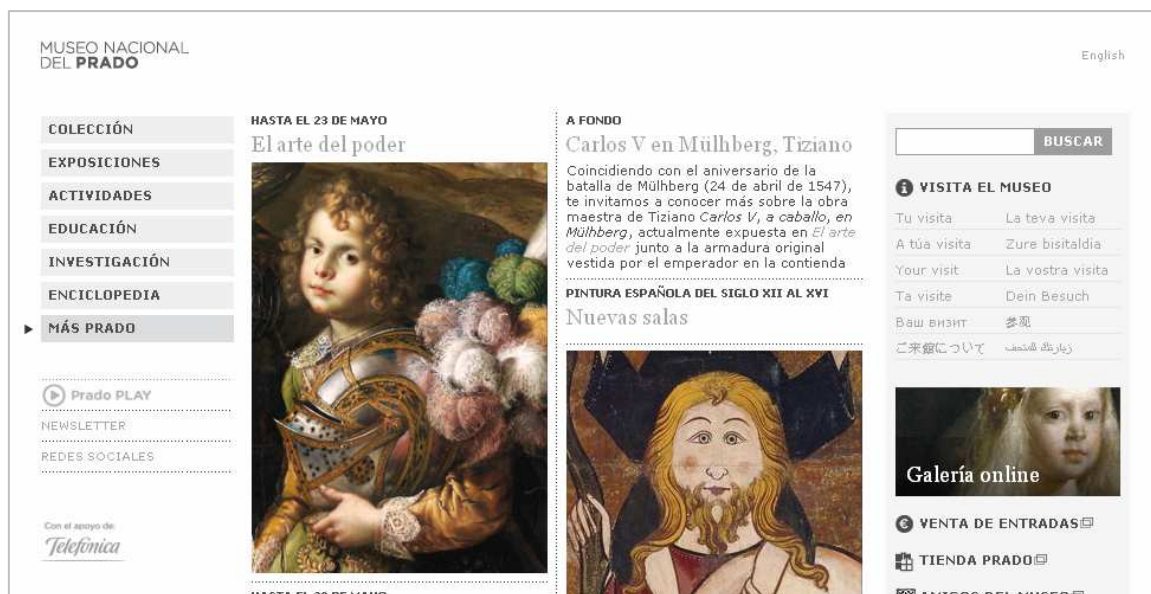 MUSEO NACIONAL
DEL PRADO
English
COLECCIÓN
EXPOSICIONES
ACTIVIDADES
EDUCACIÓN
INVESTIGACIÓN
ENCICLOPEDIA
MÁS PRADO
Prado PLAY
NEWSLETTER
REDES SOCIALES
Con el apoyo de:
Telefónica
HASTA EL 23 DE MAYO
El arte del poder
A FONDO
Carlos V en Mülhberg, Tiziano
Coincidiendo con el aniversario de la
batalla de Mülhberg (24 de abril de 1547),
te invitamos a conocer más sobre la obra
maestra de Tiziano Carlos V, a caballo, en
Mülhberg, actualmente expuesta en El arte
del poder junto a la armadura original
vestida por el emperador en la contienda
PINTURA ESPAÑOLA DEL SIGLO XII AL XVI
Nuevas salas
BUSCAR
VISITA EL MUSEO
Tu visita La teva visita
A túa visita Zure bisitaldia
Your visit La vostra visita
Ta visite Dein Besuch
Ваш визит 参观
ご来館について
Galería online
VENTA DE ENTRADAS
TIENDA PRADO
AMIGOS DEL MUSEO